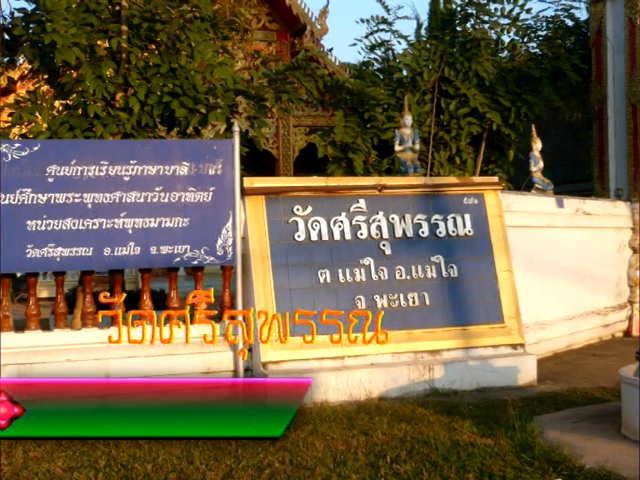 ศูนย์การเรียนรู้ภาษาบาลี
นย์ศึกษาพระพุทธศาสนาวันอาทิตย์
หน่วยสงเคราะห์พุทธมามกะ
วัดศรีสุพรรณ อ.แม่ใจ จ.พะเยา
วัดศรีสุพรรณ
ต แม่ใจ อ.แม่ใจ
จ พะเยา
วัดศรีสุพรรณ